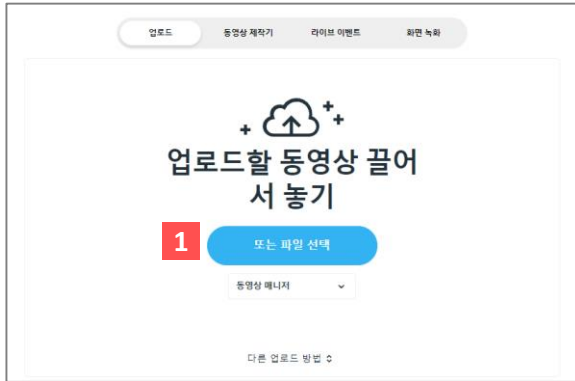 업로드 동영상 제작기 라이브 이벤트 화면 녹화
업로드할 동영상 끌어
서 놓기
1 또는 파일 선택
동영상 매니저
다른 업로드 방법